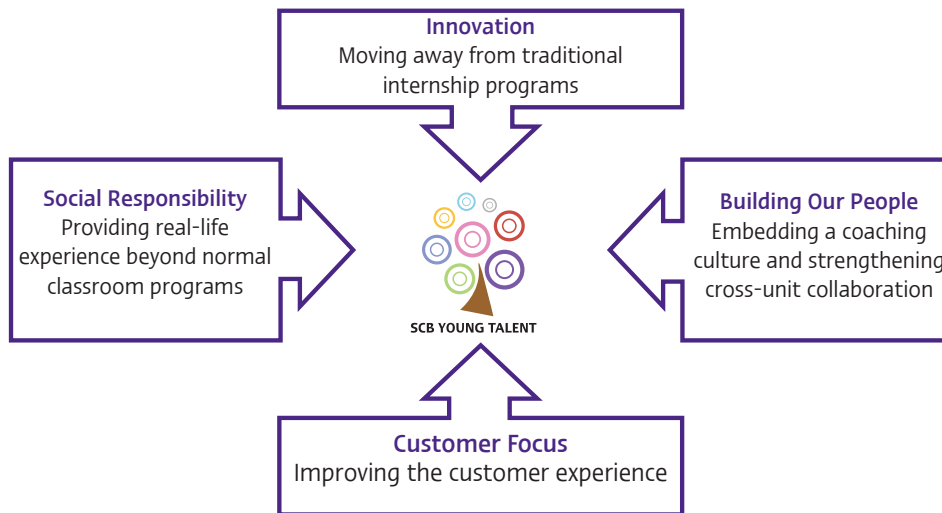 Innovation
Moving away from traditional
internship programs
Social Responsibility
Providing real-life
experience beyond normal
classroom programs
SCB YOUNG TALENT
Building Our People
Embedding a coaching
culture and strengthening
cross-unit collaboration
Customer Focus
Improving the customer experience